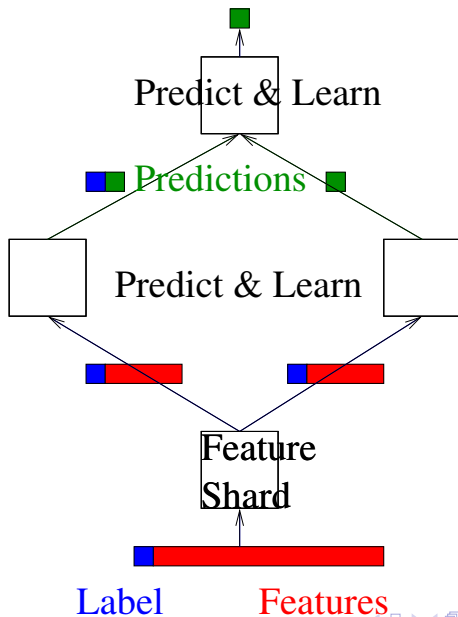 Predict & Learn
Predictions
Predict & Learn
Feature
Shard
Label Features